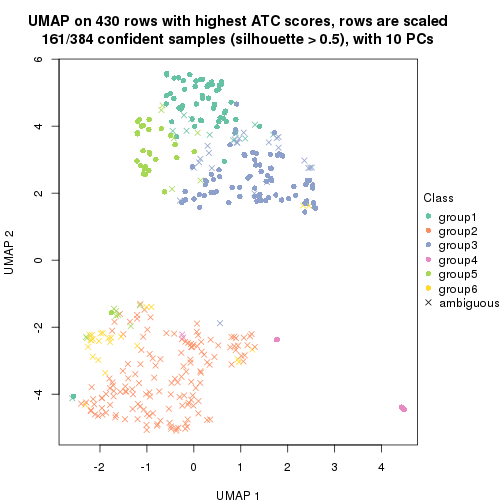 UMAP on 430 rows with highest ATC scores, rows are scaled
161/384 confident samples (silhouette > 0.5), with 10 PCs
6
4
2
0
-2
-4
UMAP 2
-2
-1
0
1
2
3
4
UMAP 1
Class
group1
group2
group3
group4
group5
group6
ambiguous